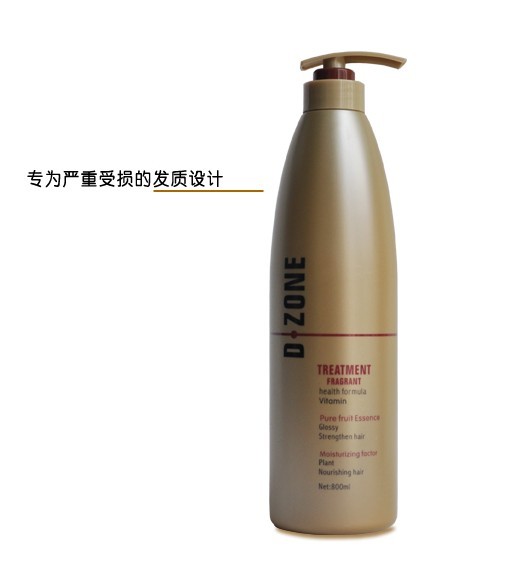 专为严重受损的发质设计
D·ZONE
TREATMENT
FRAGRANT
health formula
Vitomin
Pure fruit Essence
Glossy
Strengthen hair
Moisturizing factor
Plant
Nourishing hair
Net:800ml